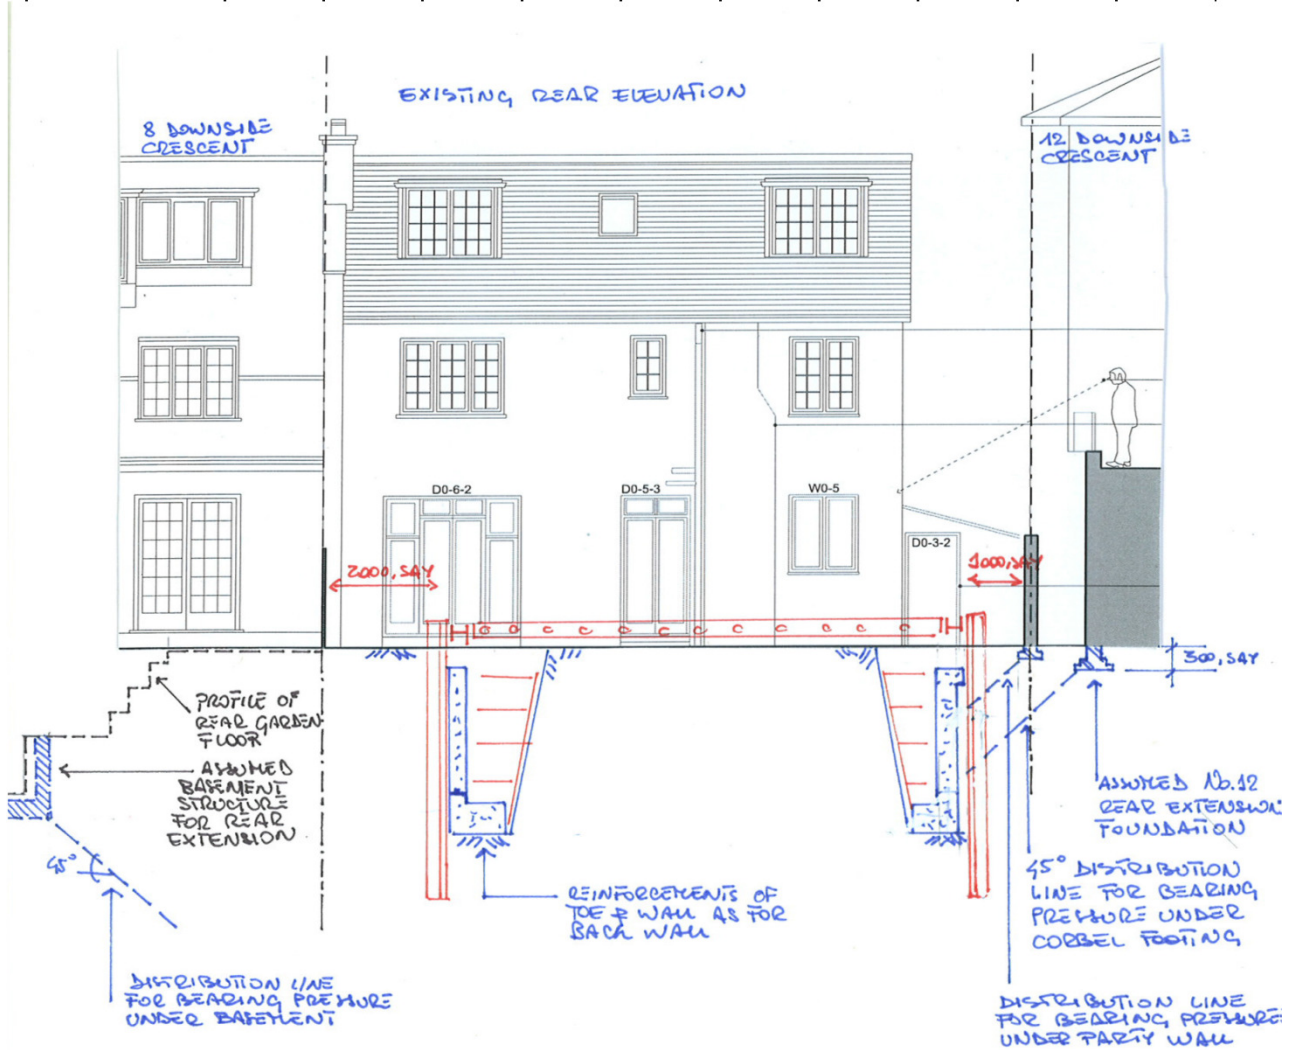 EXISTING REAR ELEVATION
8 DOWNSIDE
CRESCENT
12 DOWNSIDE
CRESCENT
D0-6-2
D0-5-3
W0-5
D0-3-2
2000, SAY
1000, SAY
300, SAY
PROFILE OF
REAR GARDEN
FLOOR
ASSUMED
BASEMENT
STRUCTURE
FOR REAR
EXTENSION
45°
ASSUMED No.12
REAR EXTENSION
FOUNDATION
45° DISTRIBUTION
LINE FOR BEARING
PRESSURE UNDER
CORBEL FOOTING
REINFORCEMENTS OF
TOE & WALL AS FOR
BACK WALL
DISTRIBUTION LINE
FOR BEARING PRESSURE
UNDER BASEMENT
DISTRIBUTION LINE
FOR BEARING PRESSURE
UNDER PARTY WALL